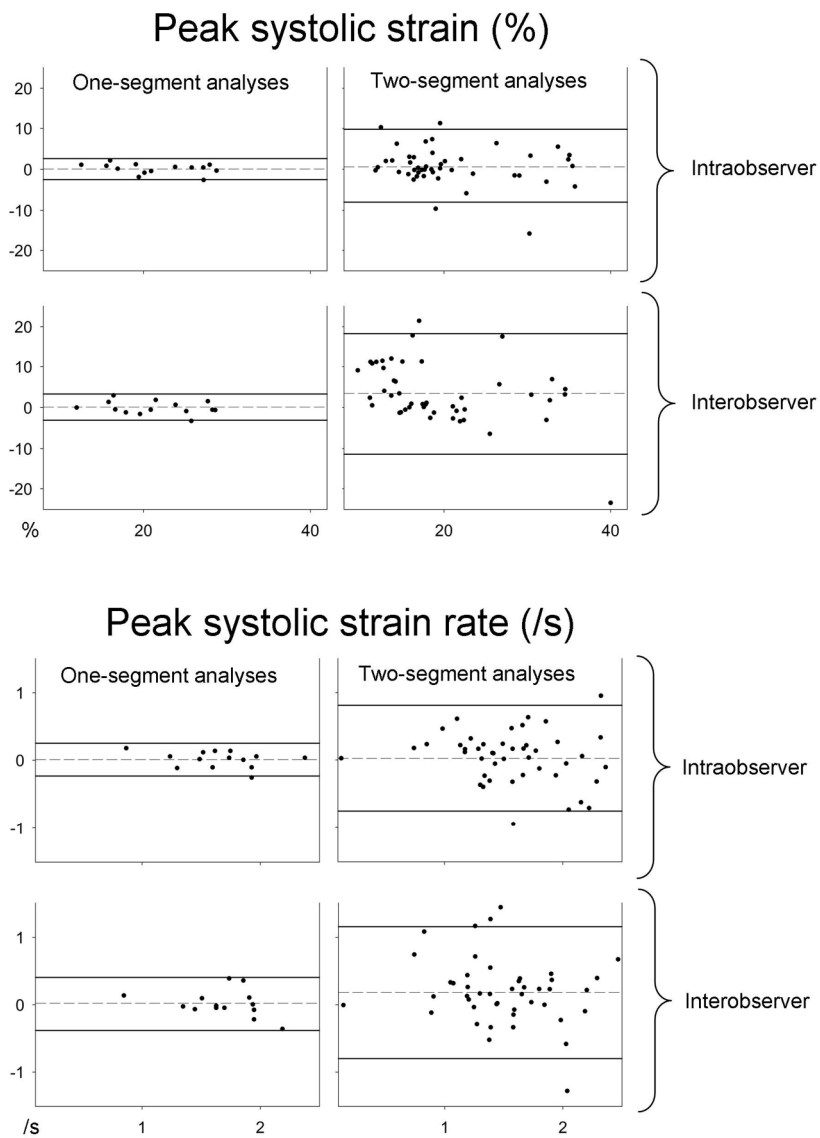 Peak systolic strain (%)
One-segment analyses
Two-segment analyses
20
10
0
-10
-20
Intraobserver
20
10
0
-10
-20
Interobserver
%
20
40
20
40
Peak systolic strain rate (/s)
One-segment analyses
Two-segment analyses
1
0
-1
Intraobserver
1
0
-1
Interobserver
/s
1
2
1
2